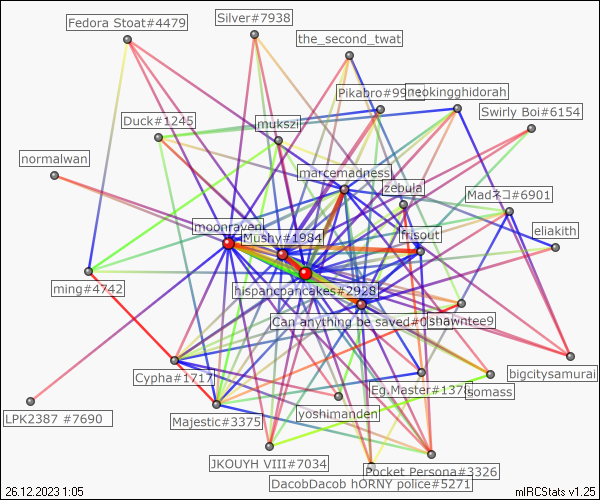 Fedora Stoat#4479
Silver#7938
the_second_twat
Pikabro#99
okingghidorah
Swirly Boi#6154
Duck#1245
mukszi
normalwan
marcemadness
zebula
Madネコ#6901
moonraven
Mushy#1984
frisout
eliakith
ming#4742
hispancpancakes#2928
Can anything be saved#0
shawntee9
Cypha#1717
Eg.Master#137
somass
bigcitysamurai
LPK2387 #7690
Majestic#3375
yoshimanden
JKOUYH VIII#7034
Pocket Persona#3326
DacobDacob hORNY police#5271
26.12.2023 1:05
mIRCStats v1.25